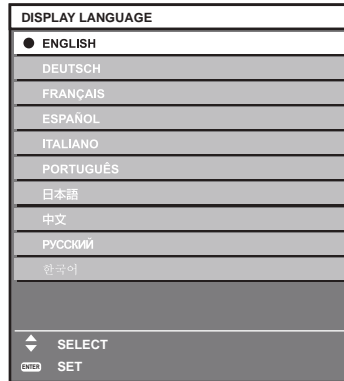 DISPLAY LANGUAGE
ENGLISH
DEUTSCH
FRANÇAIS
ESPAÑOL
ITALIANO
PORTUGUÊS
日本語
中文
РУССКИЙ
한국어
SELECT
ENTER SET